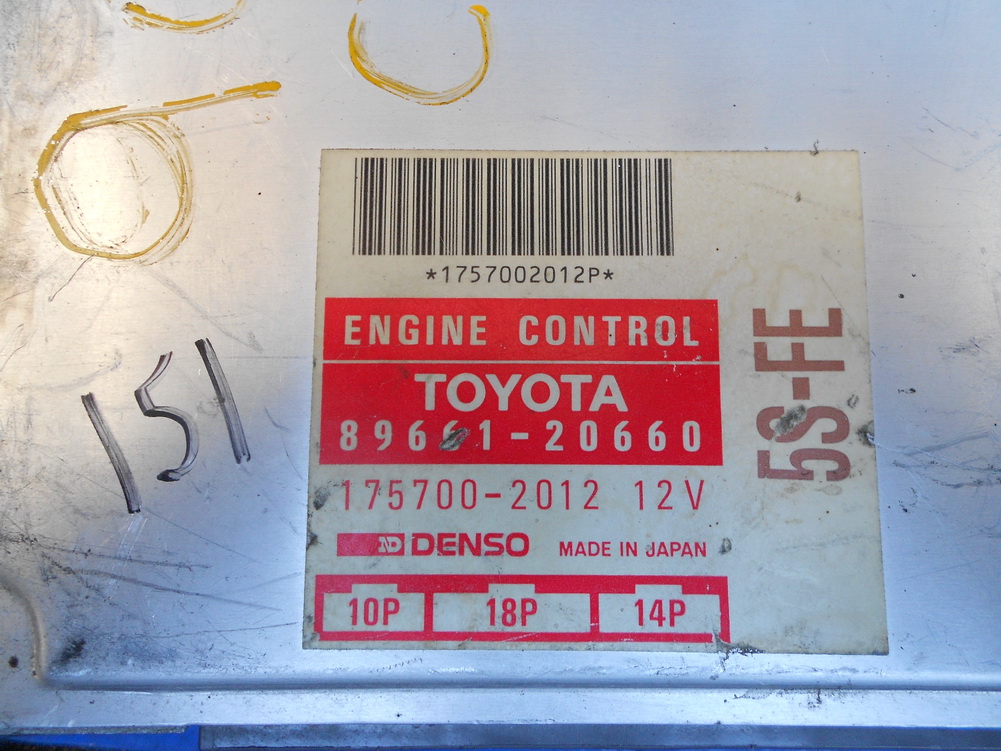 *1757002012P*
ENGINE CONTROL
TOYOTA
89661-20660
175700-2012 12V
ND DENSO MADE IN JAPAN
10P 18P 14P
5S-FE
151